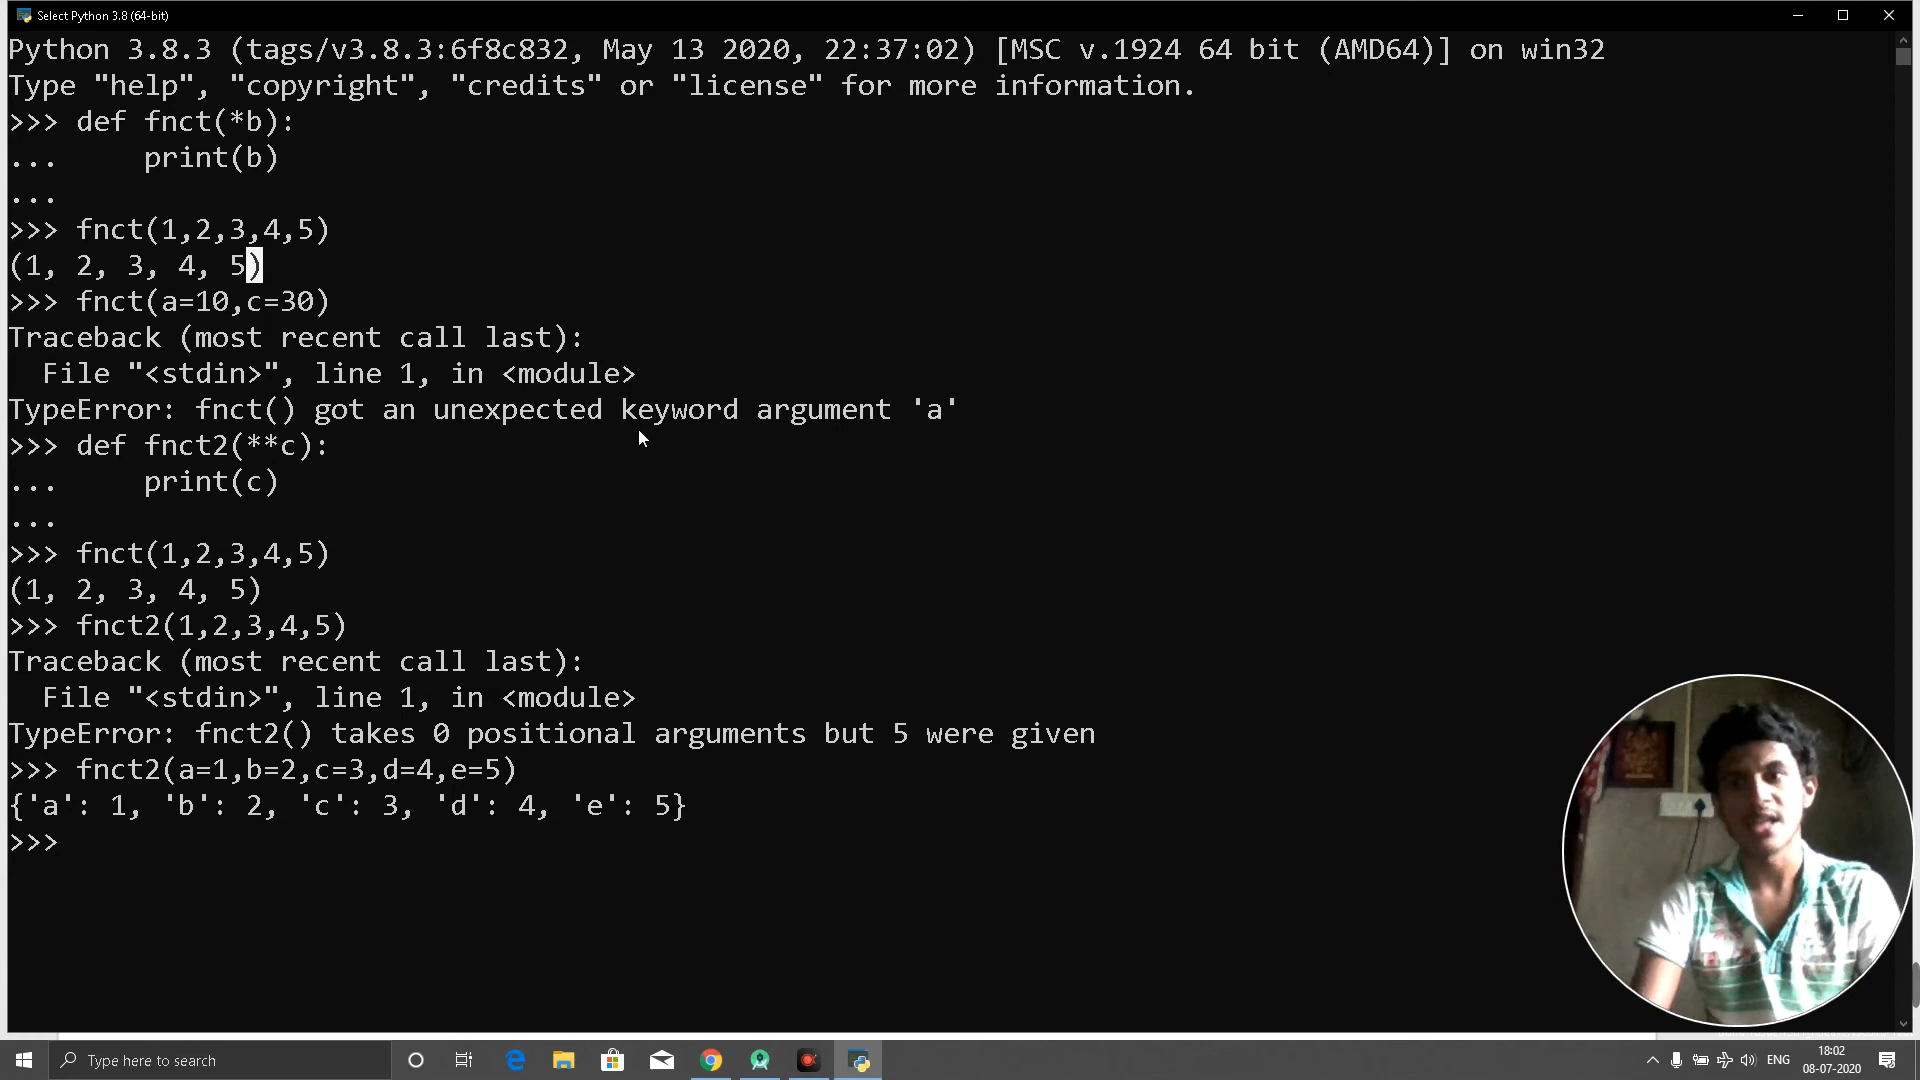 Select Python 3.8 (64-bit)
Python 3.8.3 (tags/v3.8.3:6f8c832, May 13 2020, 22:37:02) [MSC v.1924 64 bit (AMD64)] on win32
Type "help", "copyright", "credits" or "license" for more information.
>>> def fnct(*b):
...     print(b)
...
>>> fnct(1,2,3,4,5)
(1, 2, 3, 4, 5)
>>> fnct(a=10,c=30)
Traceback (most recent call last):
  File "<stdin>", line 1, in <module>
TypeError: fnct() got an unexpected keyword argument 'a'
>>> def fnct2(**c):
...     print(c)
...
>>> fnct(1,2,3,4,5)
(1, 2, 3, 4, 5)
>>> fnct2(1,2,3,4,5)
Traceback (most recent call last):
  File "<stdin>", line 1, in <module>
TypeError: fnct2() takes 0 positional arguments but 5 were given
>>> fnct2(a=1,b=2,c=3,d=4,e=5)
{'a': 1, 'b': 2, 'c': 3, 'd': 4, 'e': 5}
>>>
Type here to search
ENG
18:02
08-07-2020